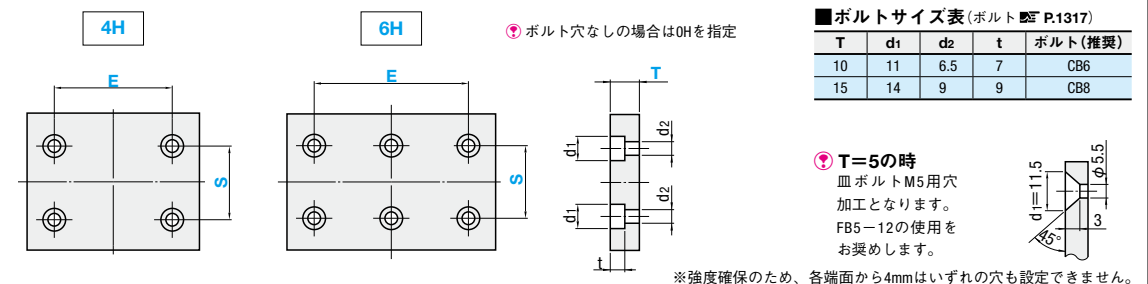 4H
6H
ボルト穴なしの場合は0Hを指定
E
S
E
S
T
d1
d2
d1
d2
t
■ボルトサイズ表(ボルト P.1317)
T d1 d2 t ボルト(推奨)
10 11 6.5 7 CB6
15 14 9 9 CB8
T=5の時
皿ボルトM5用穴
加工となります。
FB5-12の使用を
お奨めします。
d1=11.5
φ5.5
3
45°
※強度確保のため、各端面から4mmはいずれの穴も設定できません。